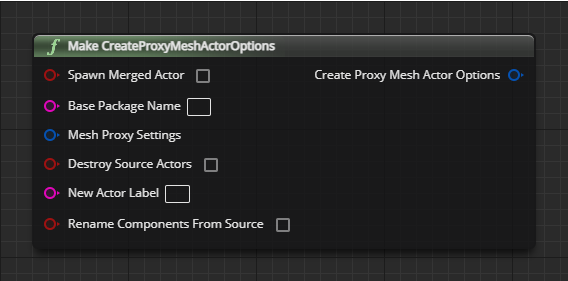 Make CreateProxyMeshActorOptions
Spawn Merged Actor
Create Proxy Mesh Actor Options
Base Package Name
Mesh Proxy Settings
Destroy Source Actors
New Actor Label
Rename Components From Source